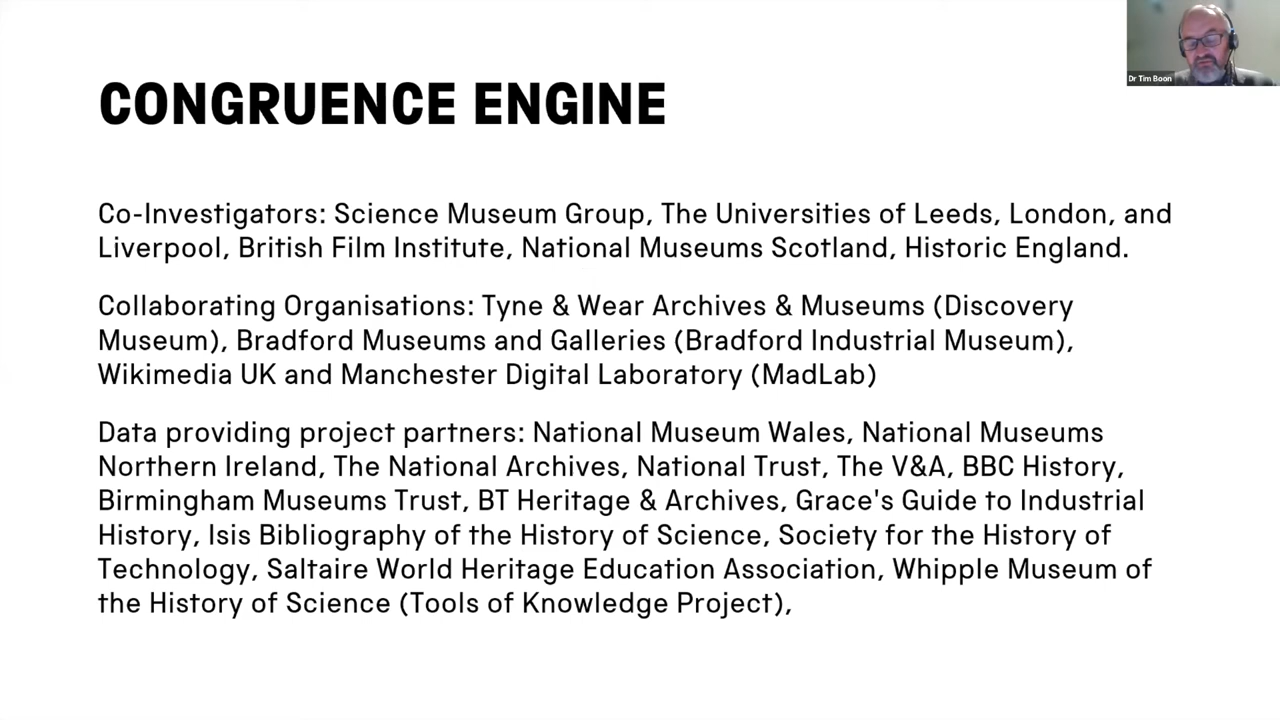 CONGRUENCE ENGINE
Dr Tim Boon
Co-Investigators: Science Museum Group, The Universities of Leeds, London, and
Liverpool, British Film Institute, National Museums Scotland, Historic England.
Collaborating Organisations: Tyne & Wear Archives & Museums (Discovery
Museum), Bradford Museums and Galleries (Bradford Industrial Museum),
Wikimedia UK and Manchester Digital Laboratory (MadLab)
Data providing project partners: National Museum Wales, National Museums
Northern Ireland, The National Archives, National Trust, The V&A, BBC History,
Birmingham Museums Trust, BT Heritage & Archives, Grace's Guide to Industrial
History, Isis Bibliography of the History of Science, Society for the History of
Technology, Saltaire World Heritage Education Association, Whipple Museum of
the History of Science (Tools of Knowledge Project),